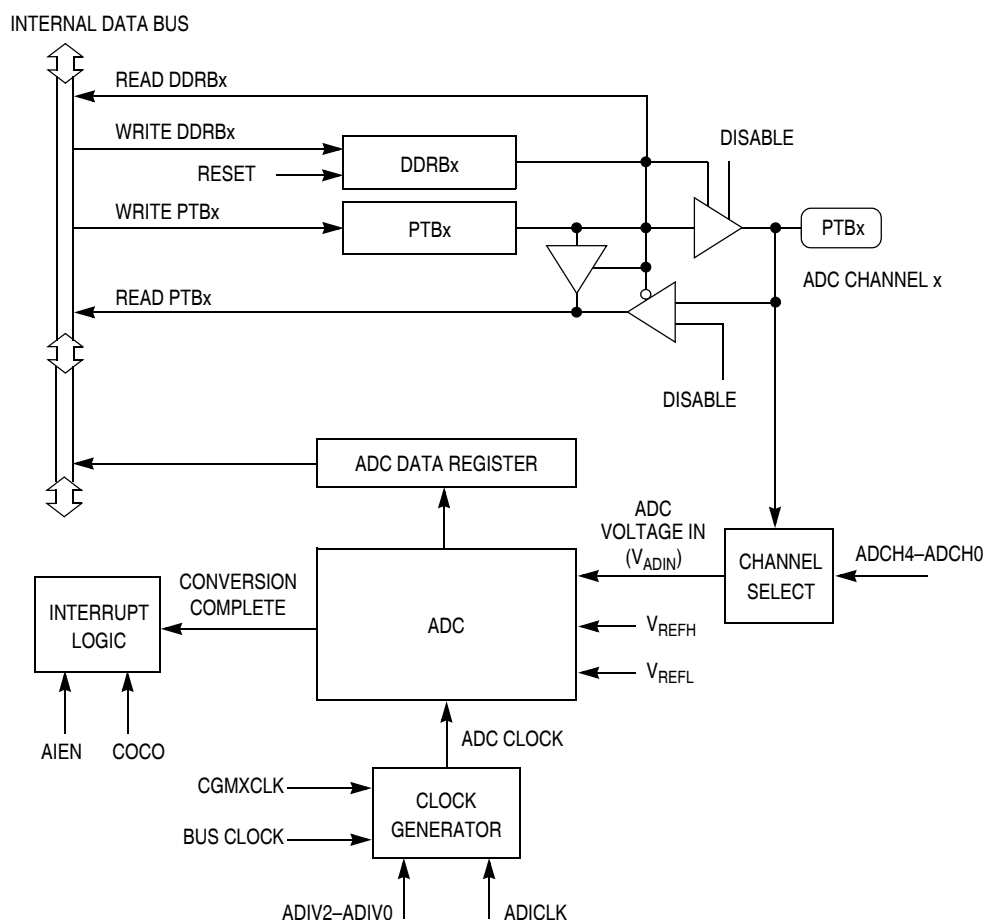 INTERNAL DATA BUS
READ DDRBx
WRITE DDRBx
RESET
DDRBx
DISABLE
WRITE PTBx
PTBx
PTBx
ADC CHANNEL x
READ PTBx
DISABLE
ADC DATA REGISTER
ADC
VOLTAGE IN
(VADIN)
CHANNEL
SELECT
ADCH4–ADCH0
CONVERSION
COMPLETE
INTERRUPT
LOGIC
ADC
VREFH
VREFL
AIEN
COCO
ADC CLOCK
CGMXCLK
BUS CLOCK
CLOCK
GENERATOR
ADIV2–ADIV0
ADICLK